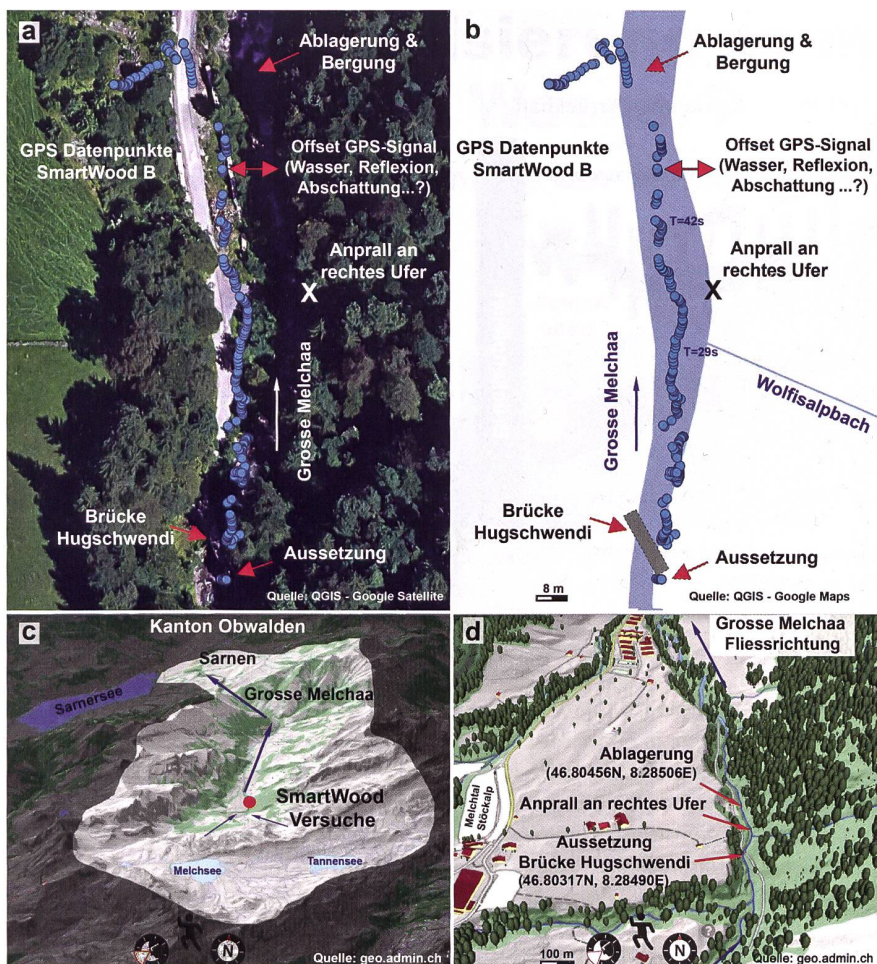 a
Ablagerung &
Bergung
GPS Datenpunkte
SmartWood B
Offset GPS-Signal
(Wasser, Reflexion,
Abschattung ...?)
Anprall an
rechtes Ufer
X
Grosse Melchaa
Brücke
Hugschwendi
Aussetzung
Quelle: QGIS - Google Satellite
b
Ablagerung &
Bergung
GPS Datenpunkte
SmartWood B
Offset GPS-Signal
(Wasser, Reflexion,
Abschattung ...?)
T=42s
Anprall an
rechtes Ufer
X
T=29s
Wolfisalpbach
Grosse Melchaa
Brücke
Hugschwendi
Aussetzung
8 m
Quelle: QGIS - Google Maps
c
Kanton Obwalden
Sarnen
Sarnersee
Grosse Melchaa
SmartWood
Versuche
Melchsee
Tannensee
N
Quelle: geo.admin.ch
d
Grosse Melchaa
Fliessrichtung
Ablagerung
(46.80456N, 8.28506E)
Anprall an rechtes Ufer
Aussetzung
Brücke Hugschwendi
(46.80317N, 8.28490E)
Melchtal
Stöckalp
100 m
N
?
Quelle: geo.admin.ch